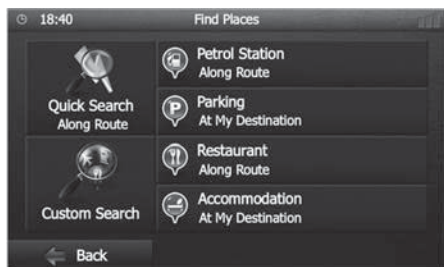 18:40
Find Places
Quick Search
Along Route
Custom Search
Petrol Station
Along Route
P
Parking
At My Destination
Restaurant
Along Route
Accommodation
At My Destination
Back